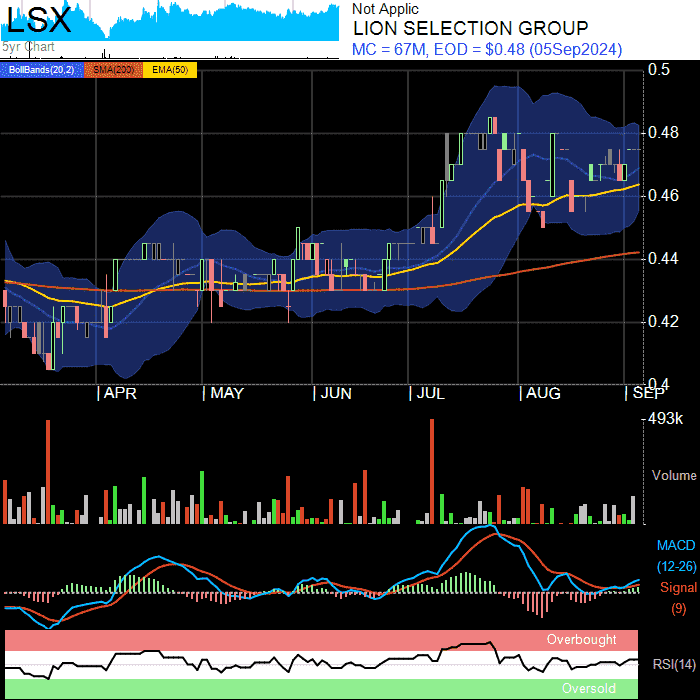 LSX
5yr Chart
Not Applic
LION SELECTION GROUP
MC = 67M, EOD = $0.48 (05Sep2024)
BollBands(20,2) SMA(200) EMA(50)
0.5
0.48
0.46
0.44
0.42
0.4
APR MAY JUN JUL AUG SEP
493k
Volume
MACD
(12-26)
Signal
(9)
Overbought
RSI(14)
Oversold